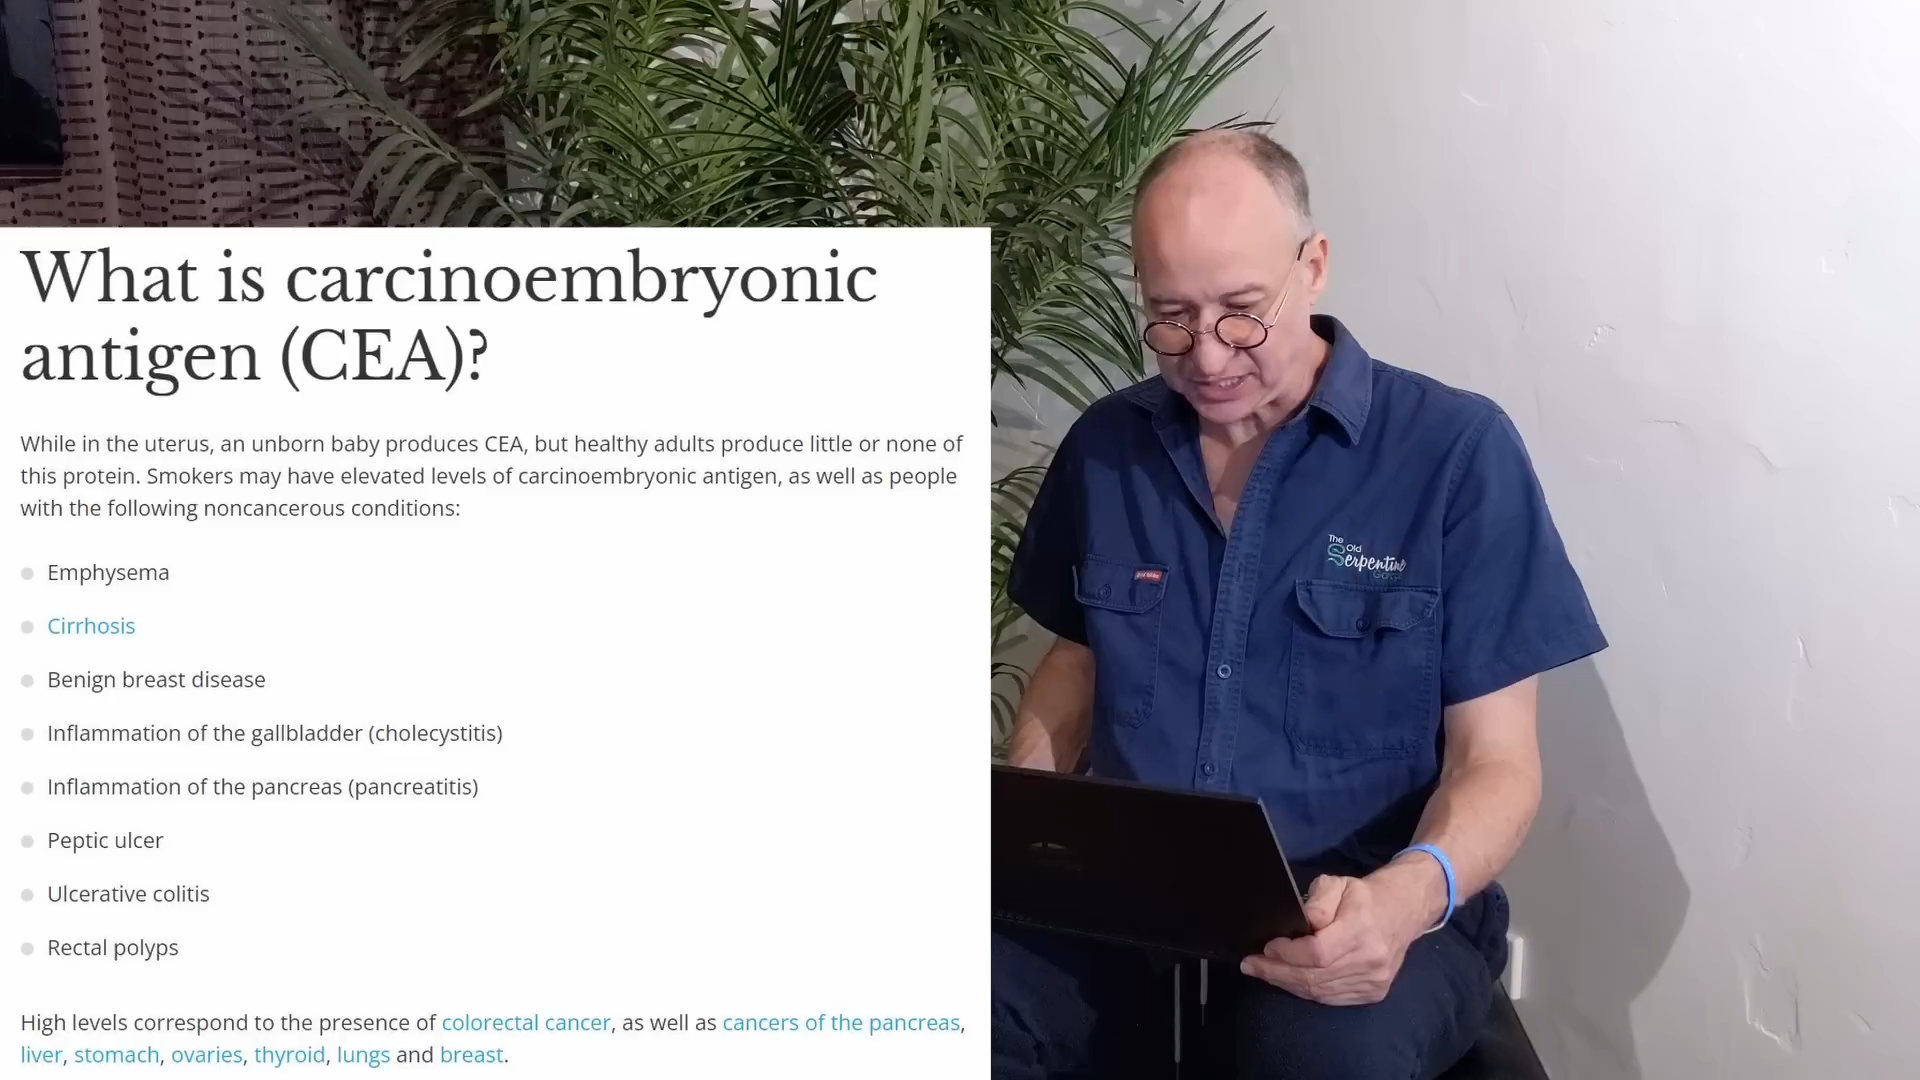 What is carcinoembryonic
antigen (CEA)?
While in the uterus, an unborn baby produces CEA, but healthy adults produce little or none of
this protein. Smokers may have elevated levels of carcinoembryonic antigen, as well as people
with the following noncancerous conditions:
Emphysema
Cirrhosis
Benign breast disease
Inflammation of the gallbladder (cholecystitis)
Inflammation of the pancreas (pancreatitis)
Peptic ulcer
Ulcerative colitis
Rectal polyps
High levels correspond to the presence of colorectal cancer, as well as cancers of the pancreas,
liver, stomach, ovaries, thyroid, lungs and breast.
The
Old
Serpentine